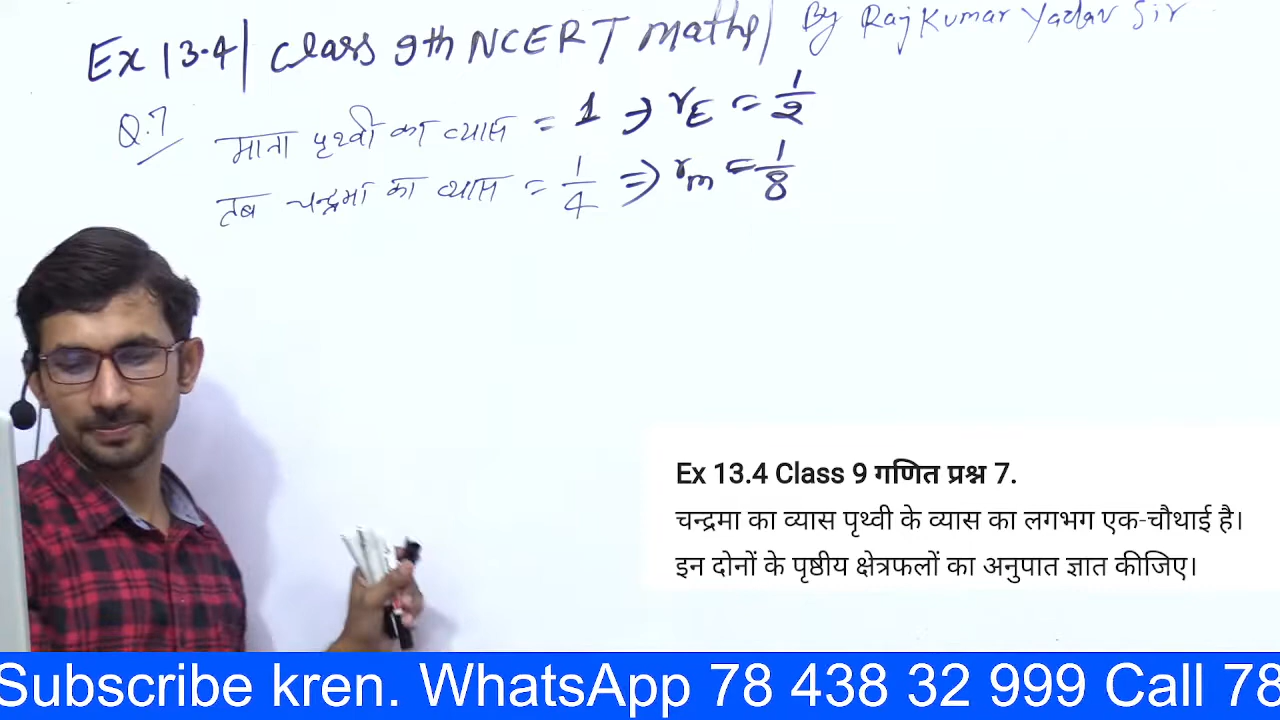 Ex 13.4| Class 9th NCERT maths| By RajKumar Yadav Sir
Q.7 माना पृथ्वी का व्यास = 1 ⇒ rE = 1/2
तब चन्द्रमा का व्यास = 1/4 ⇒ rm = 1/8
Ex 13.4 Class 9 गणित प्रश्न 7.
चन्द्रमा का व्यास पृथ्वी के व्यास का लगभग एक-चौथाई है।
इन दोनों के पृष्ठीय क्षेत्रफलों का अनुपात ज्ञात कीजिए।
Subscribe kren. WhatsApp 78 438 32 999 Call 78